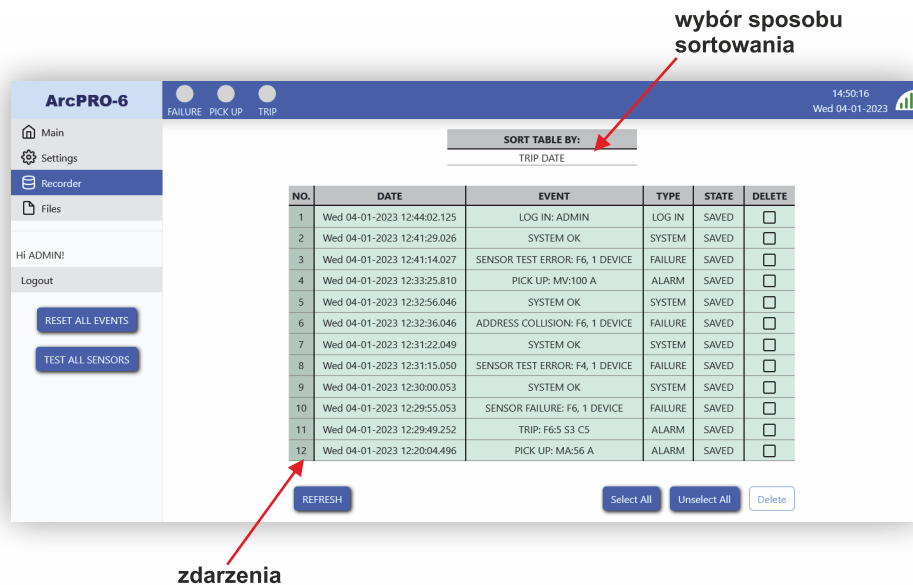 wybór sposobu
sortowania
ArcPRO-6
FAILURE PICK UP TRIP
14:50:16
Wed 04-01-2023
Main
Settings
Recorder
Files
Hi ADMIN!
Logout
RESET ALL EVENTS
TEST ALL SENSORS
SORT TABLE BY:
TRIP DATE
NO. DATE EVENT TYPE STATE DELETE
1 Wed 04-01-2023 12:44:02.125 LOG IN: ADMIN LOG IN SAVED
2 Wed 04-01-2023 12:41:29.026 SYSTEM OK SYSTEM SAVED
3 Wed 04-01-2023 12:41:14.027 SENSOR TEST ERROR: F6, 1 DEVICE FAILURE SAVED
4 Wed 04-01-2023 12:33:25.810 PICK UP: MV:100 A ALARM SAVED
5 Wed 04-01-2023 12:32:56.046 SYSTEM OK SYSTEM SAVED
6 Wed 04-01-2023 12:32:36.046 ADDRESS COLLISION: F6, 1 DEVICE FAILURE SAVED
7 Wed 04-01-2023 12:31:22.049 SYSTEM OK SYSTEM SAVED
8 Wed 04-01-2023 12:31:15.050 SENSOR TEST ERROR: F4, 1 DEVICE FAILURE SAVED
9 Wed 04-01-2023 12:30:00.053 SYSTEM OK SYSTEM SAVED
10 Wed 04-01-2023 12:29:55.053 SENSOR FAILURE: F6, 1 DEVICE FAILURE SAVED
11 Wed 04-01-2023 12:29:49.252 TRIP: F6:5 S3 C5 ALARM SAVED
12 Wed 04-01-2023 12:20:04.496 PICK UP: MA:56 A ALARM SAVED
REFRESH Select All Unselect All Delete
zdarzenia